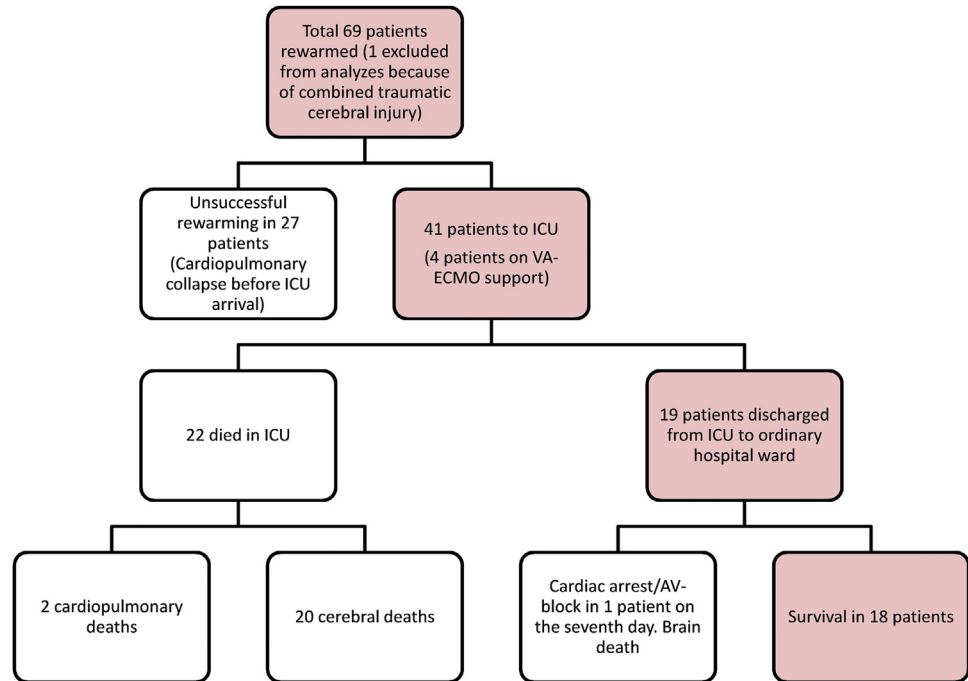 Total 69 patients
rewarmed (1 excluded
from analyzes because
of combined traumatic
cerebral injury)
Unsuccessful
rewarming in 27
patients
(Cardiopulmonary
collapse before ICU
arrival)
41 patients to ICU
(4 patients on VA-
ECMO support)
22 died in ICU
19 patients discharged
from ICU to ordinary
hospital ward
2 cardiopulmonary
deaths
20 cerebral deaths
Cardiac arrest/AV-
block in 1 patient on
the seventh day. Brain
death
Survival in 18 patients